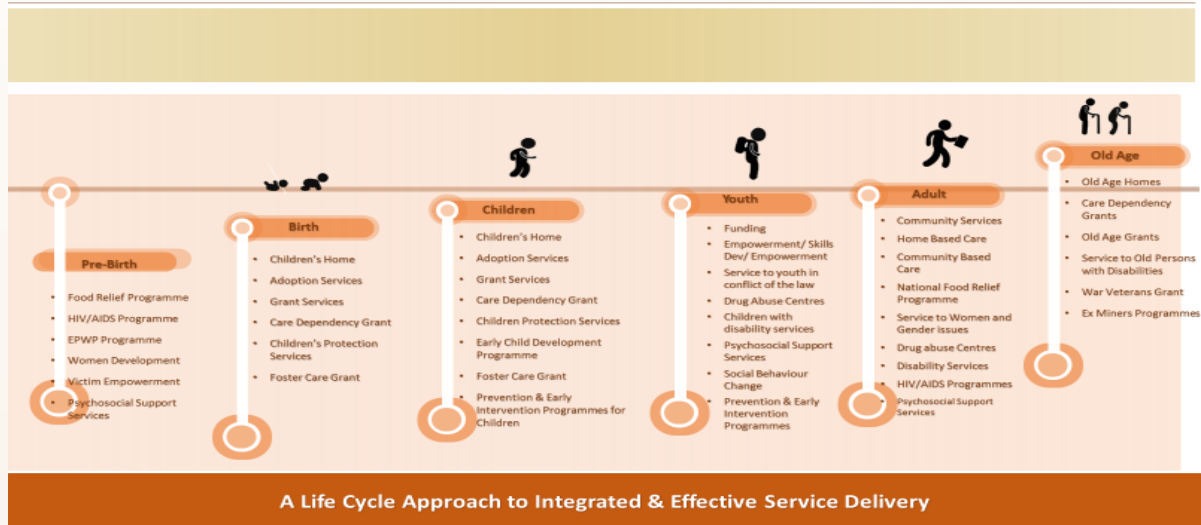 Pre-Birth
• Food Relief Programme
• HIV/AIDS Programme
• EPWP Programme
• Women Development
• Victim Empowerment
• Psychosocial Support
Services
Birth
• Children's Home
• Adoption Services
• Grant Services
• Care Dependency Grant
• Children's Protection
Services
• Foster Care Grant
Children
• Children's Home
• Adoption Services
• Grant Services
• Care Dependency Grant
• Children Protection Services
• Early Child Development
Programme
• Foster Care Grant
• Prevention & Early
Intervention Programmes for
Children
Youth
• Funding
• Empowerment/ Skills
Dev/ Empowerment
• Service to youth in
conflict of the law
• Drug Abuse Centres
• Children with
disability services
• Psychosocial Support
Services
• Social Behaviour
Change
• Prevention & Early
Intervention
Programmes
Adult
• Community Services
• Home Based Care
• Community Based
Care
• National Food Relief
Programme
• Service to Women and
Gender issues
• Drug abuse Centres
• Disability Services
• HIV/AIDS Programmes
• Psychosocial Support
Services
Old Age
• Old Age Homes
• Care Dependency
Grants
• Old Age Grants
• Service to Old Persons
with Disabilities
• War Veterans Grant
• Ex Miners Programmes
A Life Cycle Approach to Integrated & Effective Service Delivery